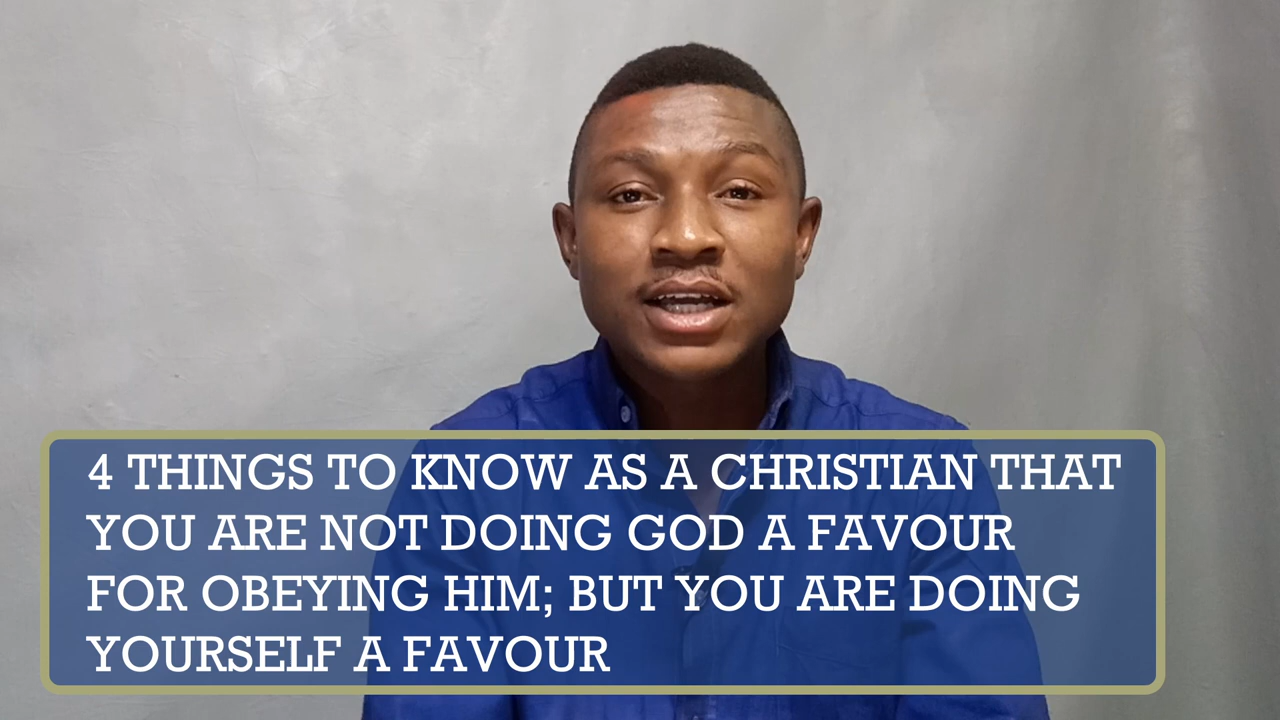 4 THINGS TO KNOW AS A CHRISTIAN THAT
YOU ARE NOT DOING GOD A FAVOUR
FOR OBEYING HIM; BUT YOU ARE DOING
YOURSELF A FAVOUR